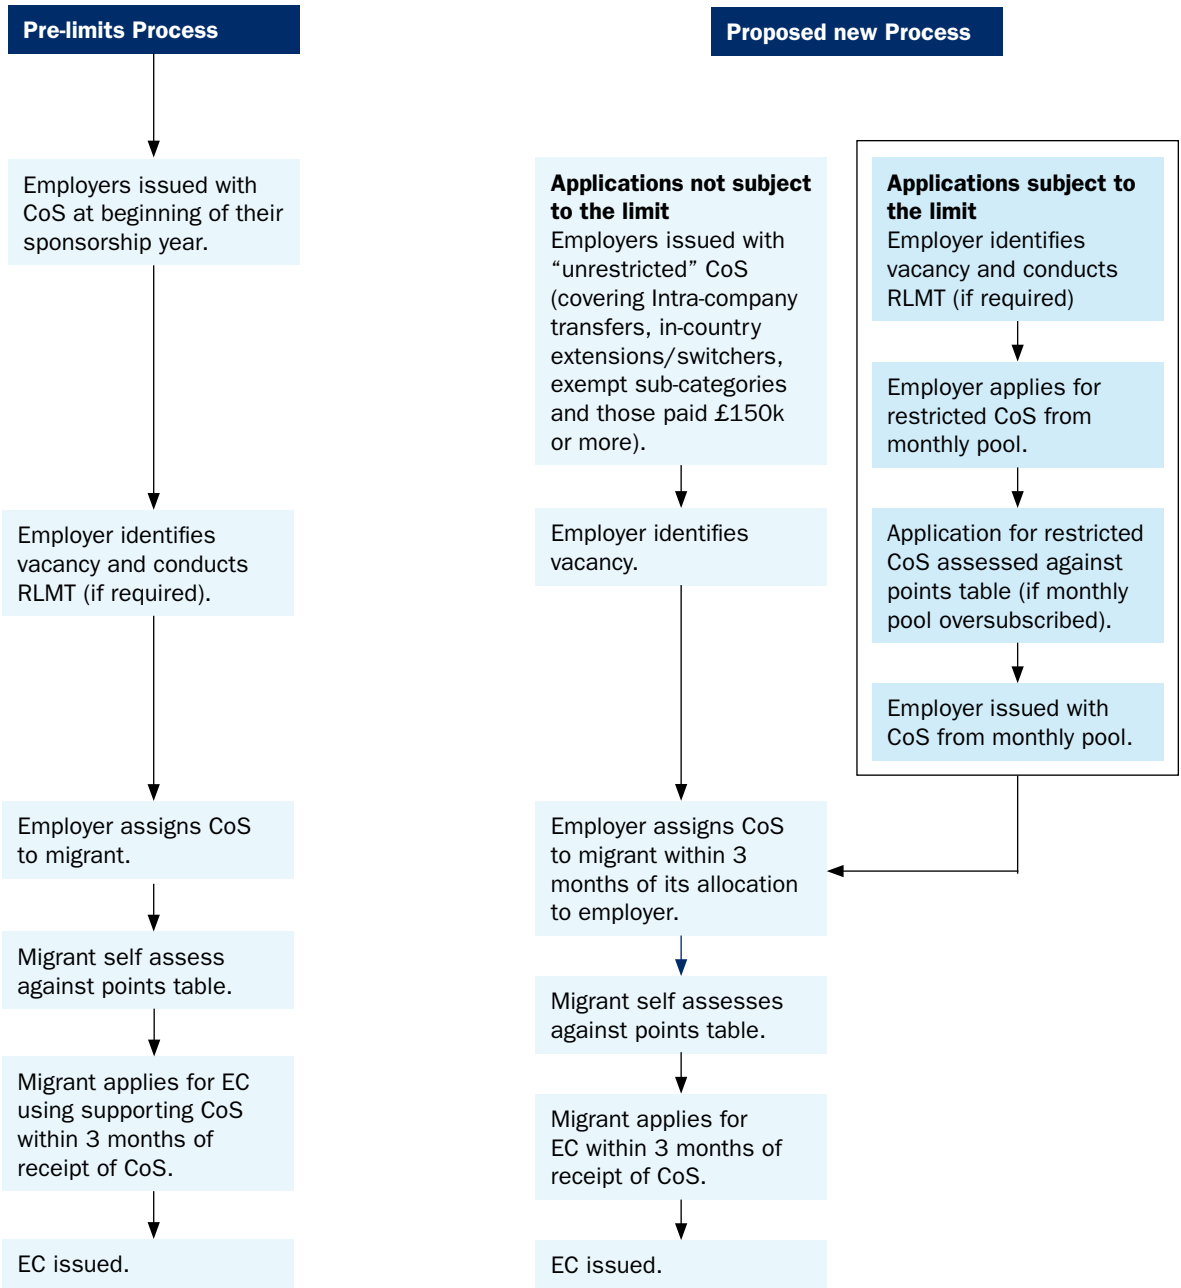 Pre-limits Process
Employers issued with
CoS at beginning of their
sponsorship year.
Employer identifies
vacancy and conducts
RLMT (if required).
Employer assigns CoS
to migrant.
Migrant self assess
against points table.
Migrant applies for EC
using supporting CoS
within 3 months of
receipt of CoS.
EC issued.
Proposed new Process
Applications not subject
to the limit
Employers issued with
“unrestricted” CoS
(covering Intra-company
transfers, in-country
extensions/switchers,
exempt sub-categories
and those paid £150k
or more).
Employer identifies
vacancy.
Applications subject to
the limit
Employer identifies
vacancy and conducts
RLMT (if required)
Employer applies for
restricted CoS from
monthly pool.
Application for restricted
CoS assessed against
points table (if monthly
pool oversubscribed).
Employer issued with
CoS from monthly pool.
Employer assigns CoS
to migrant within 3
months of its allocation
to employer.
Migrant self assesses
against points table.
Migrant applies for
EC within 3 months of
receipt of CoS.
EC issued.